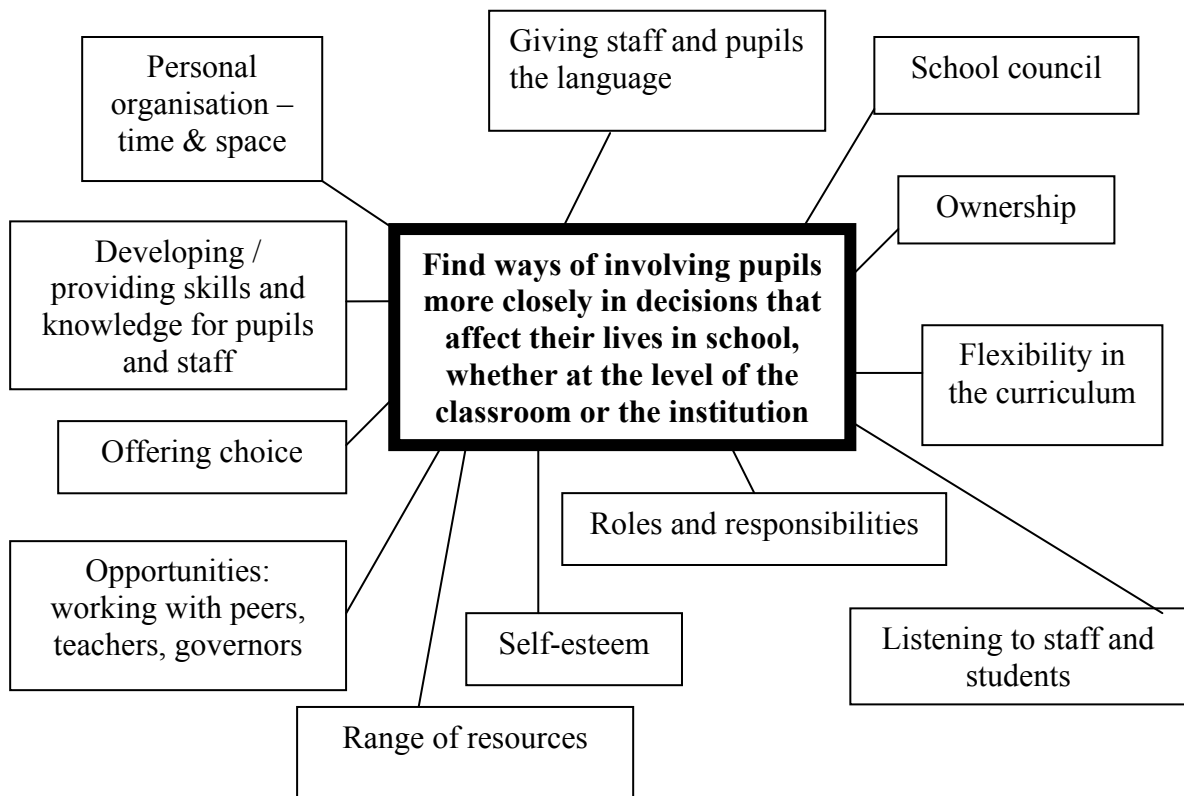 Personal
organisation –
time & space
Giving staff and pupils
the language
School council
Ownership
Developing /
providing skills and
knowledge for pupils
and staff
Find ways of involving pupils
more closely in decisions that
affect their lives in school,
whether at the level of the
classroom or the institution
Flexibility in
the curriculum
Offering choice
Roles and responsibilities
Opportunities:
working with peers,
teachers, governors
Self-esteem
Listening to staff and
students
Range of resources